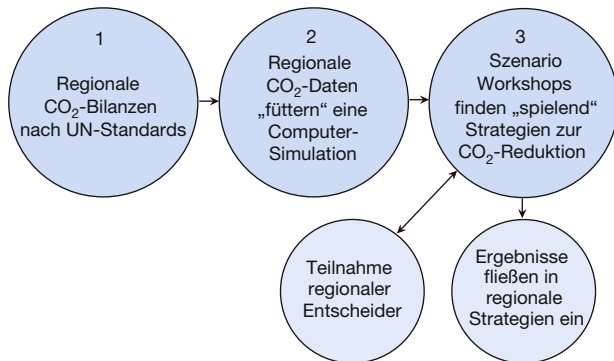 1
Regionale
CO₂-Bilanzen
nach UN-Standards
2
Regionale
CO₂-Daten
„füttern“ eine
Computer-
Simulation
3
Szenario
Workshops
finden „spielend“
Strategien zur
CO₂-Reduktion
Teilnahme
regionaler
Entscheider
Ergebnisse
fließen in
regionale
Strategien ein